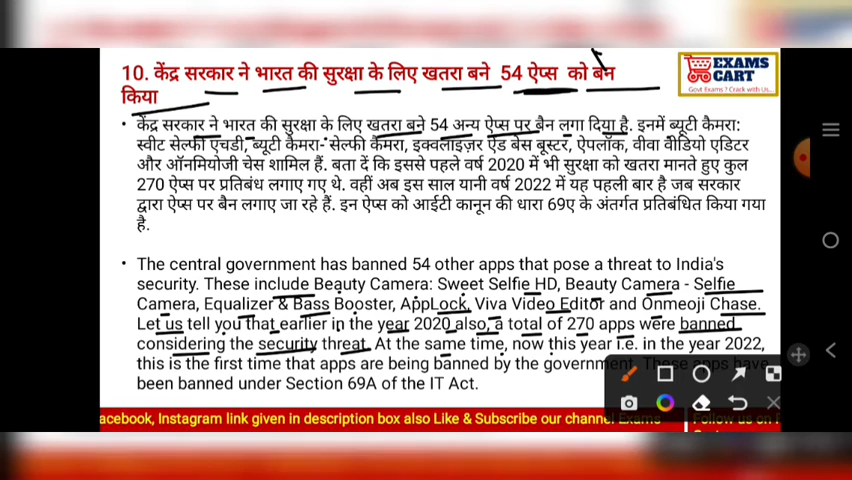 10. केंद्र सरकार ने भारत की सुरक्षा के लिए खतरा बने 54 ऐप्स को बैन
किया
EXAMS
CART
Govt Exams ? Crack with Us...
• केंद्र सरकार ने भारत की सुरक्षा के लिए खतरा बने 54 अन्य ऐप्स पर बैन लगा दिया है. इनमें ब्यूटी कैमरा:
स्वीट सेल्फी एचडी, ब्यूटी कैमरा- सेल्फी कैमरा, इक्वलाइज़र ऐंड बेस बूस्टर, ऐपलॉक, वीवा वीडियो एडिटर
और ऑनमियोजी चेस शामिल हैं. बता दें कि इससे पहले वर्ष 2020 में भी सुरक्षा को खतरा मानते हुए कुल
270 ऐप्स पर प्रतिबंध लगाए गए थे. वहीं अब इस साल यानी वर्ष 2022 में यह पहली बार है जब सरकार
द्वारा ऐप्स पर बैन लगाए जा रहे हैं. इन ऐप्स को आईटी कानून की धारा 69ए के अंतर्गत प्रतिबंधित किया गया
है.
• The central government has banned 54 other apps that pose a threat to India's
security. These include Beauty Camera: Sweet Selfie HD, Beauty Camera - Selfie
Camera, Equalizer & Bass Booster, AppLock, Viva Video Editor and Onmeoji Chase.
Let us tell you that earlier in the year 2020 also, a total of 270 apps were banned
considering the security threat. At the same time, now this year i.e. in the year 2022,
this is the first time that apps are being banned by the government. These apps have
been banned under Section 69A of the IT Act.
acebook, Instagram link given in description box also Like & Subscribe our channel Exams
Follow us on